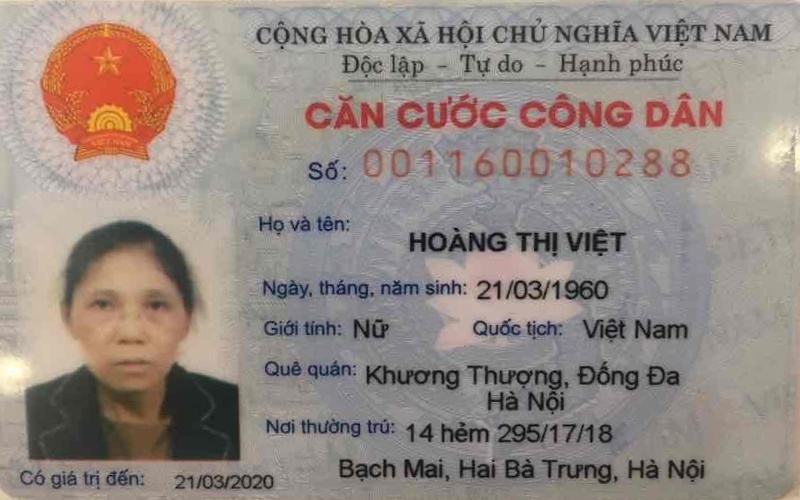 CỘNG HÒA XÃ HỘI CHỦ NGHĨA VIỆT NAM
Độc lập - Tự do - Hạnh phúc
CĂN CƯỚC CÔNG DÂN
Số: 001160010288
Họ và tên:
HOÀNG THỊ VIỆT
Ngày, tháng, năm sinh: 21/03/1960
Giới tính: Nữ Quốc tịch: Việt Nam
Quê quán: Khương Thượng, Đống Đa
Hà Nội
Nơi thường trú: 14 hẻm 295/17/18
Bạch Mai, Hai Bà Trưng, Hà Nội
Có giá trị đến: 21/03/2020
VIỆT NAM